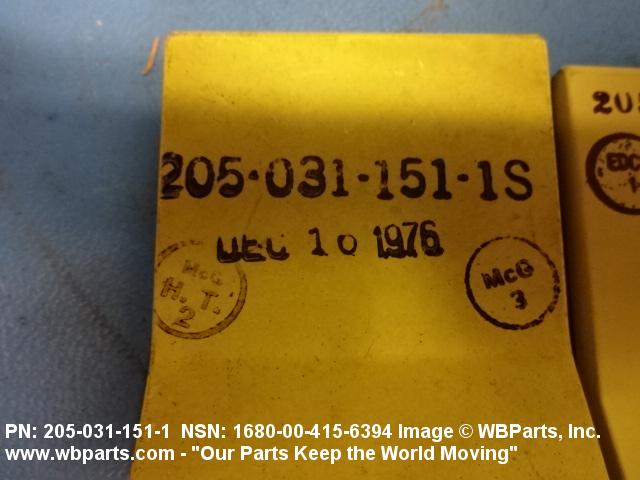 205-031-151-1S
DEC 10 1976
McG
H. T.
2
McG
3
EDC
PN: 205-031-151-1 NSN: 1680-00-415-6394 Image © WBParts, Inc.
www.wbparts.com - "Our Parts Keep the World Moving"